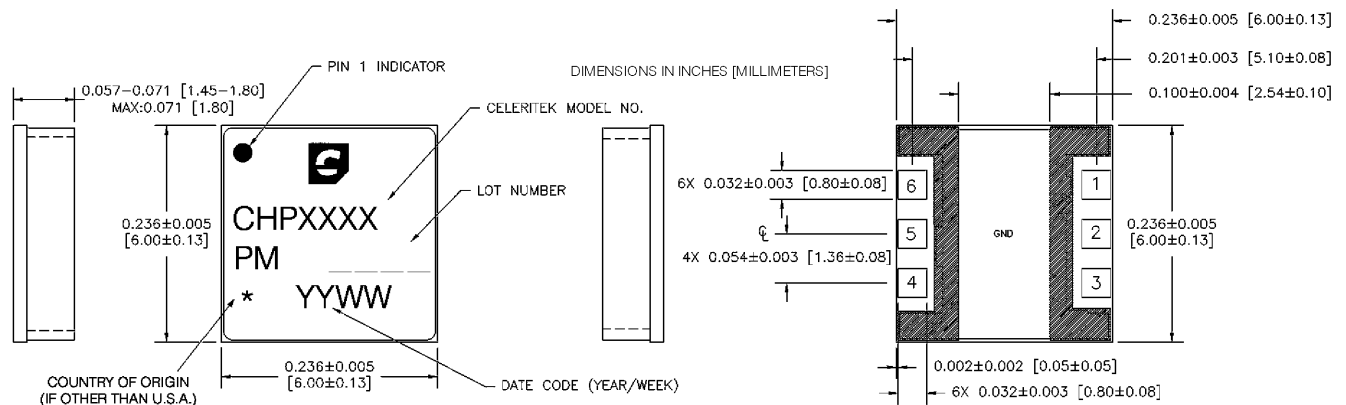 0.057–0.071 [1.45–1.80]
MAX:0.071 [1.80]
PIN 1 INDICATOR
DIMENSIONS IN INCHES [MILLIMETERS]
CELERITEK MODEL NO.
LOT NUMBER
0.236±0.005
[6.00±0.13]
CHPXXXX
PM
* YYWW
0.236±0.005
[6.00±0.13]
COUNTRY OF ORIGIN
(IF OTHER THAN U.S.A.)
DATE CODE (YEAR/WEEK)
0.236±0.005 [6.00±0.13]
0.201±0.003 [5.10±0.08]
0.100±0.004 [2.54±0.10]
6X 0.032±0.003 [0.80±0.08]
℄
4X 0.054±0.003 [1.36±0.08]
6
5
4
GND
1
2
3
0.236±0.005
[6.00±0.13]
0.002±0.002 [0.05±0.05]
6X 0.032±0.003 [0.80±0.08]